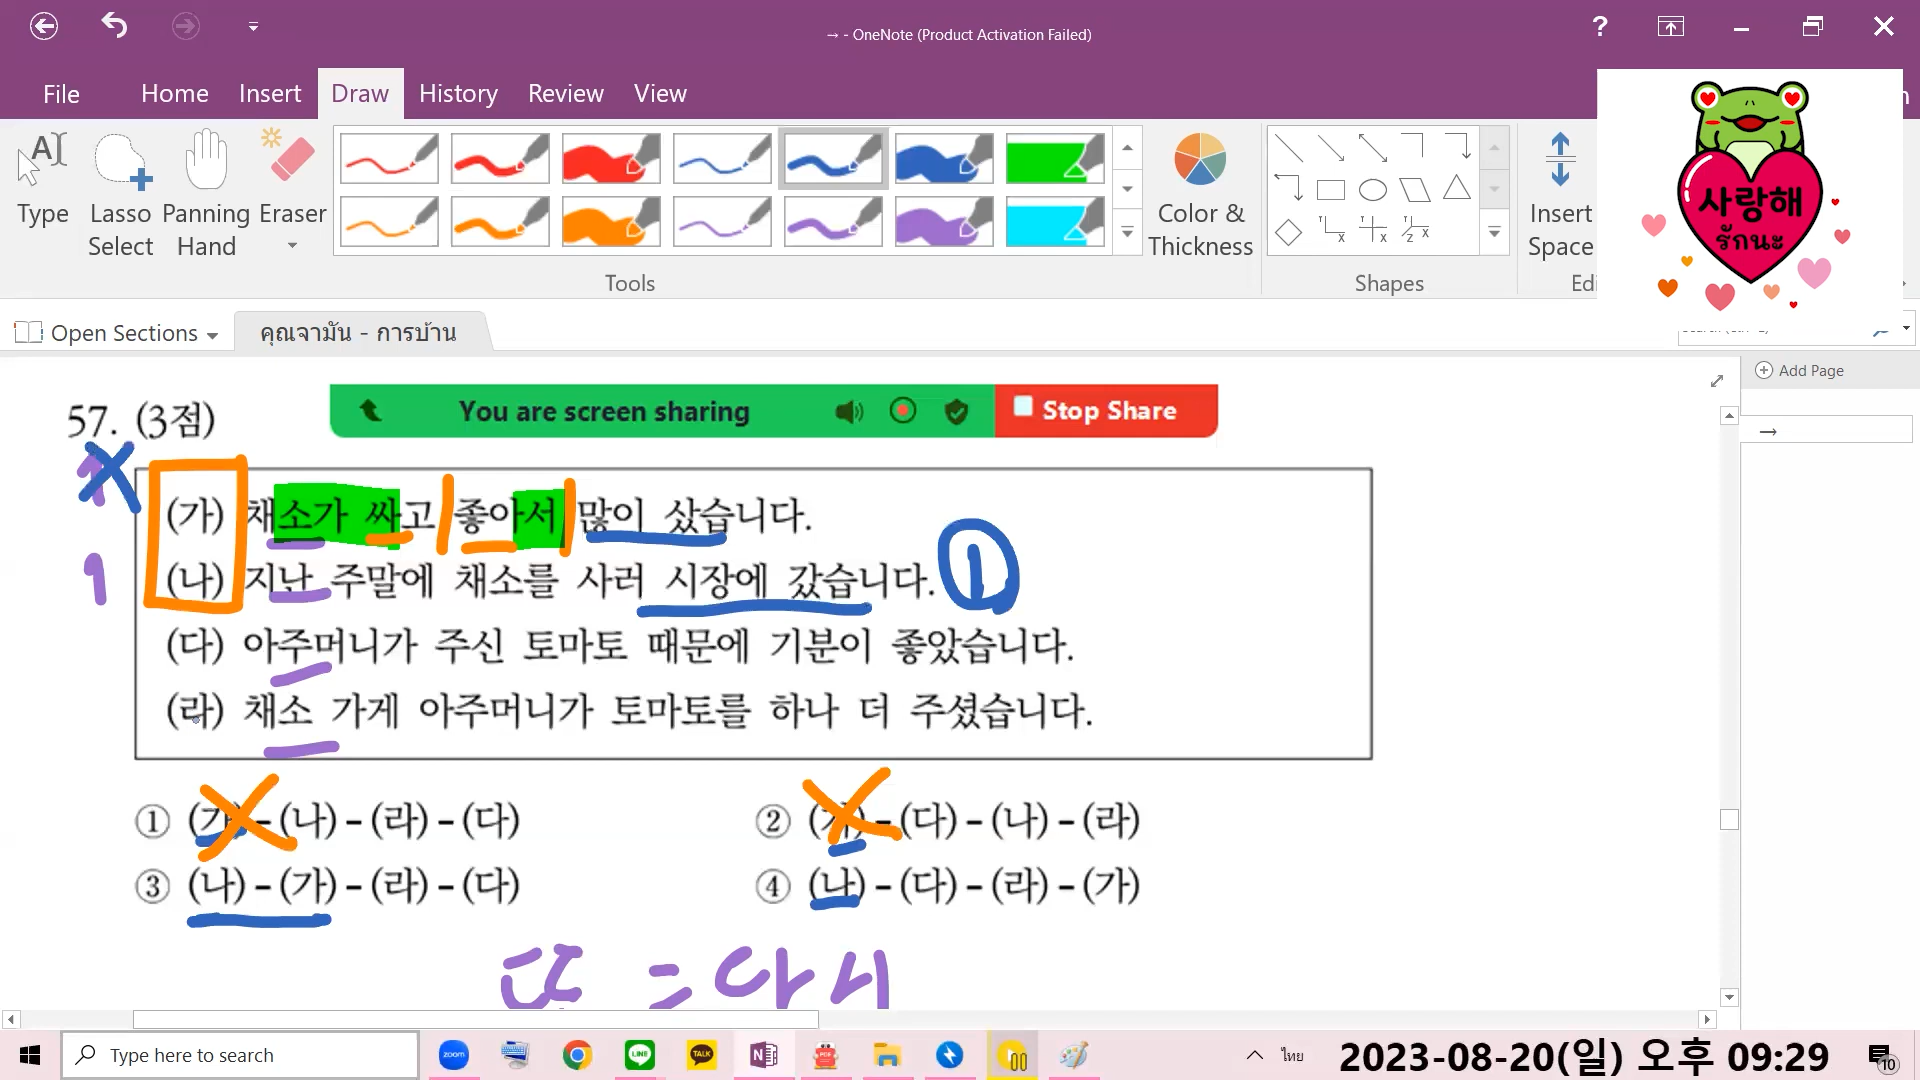 → - OneNote (Product Activation Failed)
File Home Insert Draw History Review View
Type
Lasso Select
Panning Hand
Eraser
Tools
Color & Thickness
Shapes
Insert Space
사랑해
รักนะ
Open Sections
คุณจามัน - การบ้าน
Add Page
→
You are screen sharing
Stop Share
57. (3점)
(가) 채소가 싸고 좋아서 많이 샀습니다.
(나) 지난 주말에 채소를 사러 시장에 갔습니다. ①
(다) 아주머니가 주신 토마토 때문에 기분이 좋았습니다.
(라) 채소 가게 아주머니가 토마토를 하나 더 주셨습니다.
① (가) - (나) - (라) - (다)
② (가) - (다) - (나) - (라)
③ (나) - (가) - (라) - (다)
④ (나) - (다) - (라) - (가)
= 다시
Type here to search
zoom
LINE
TALK
ไทย
2023-08-20(일) 오후 09:29
10